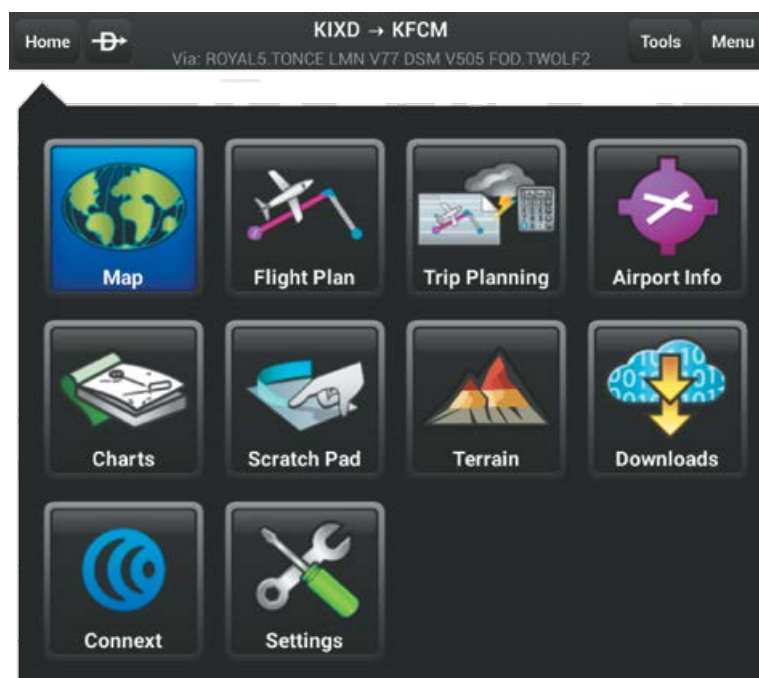 Home
KIXD → KFCM
Via: ROYAL5.TONCE LMN V77 DSM V505 FOD.TWOLF2
Tools Menu
Map Flight Plan Trip Planning Airport Info
Charts Scratch Pad Terrain Downloads
Connext Settings